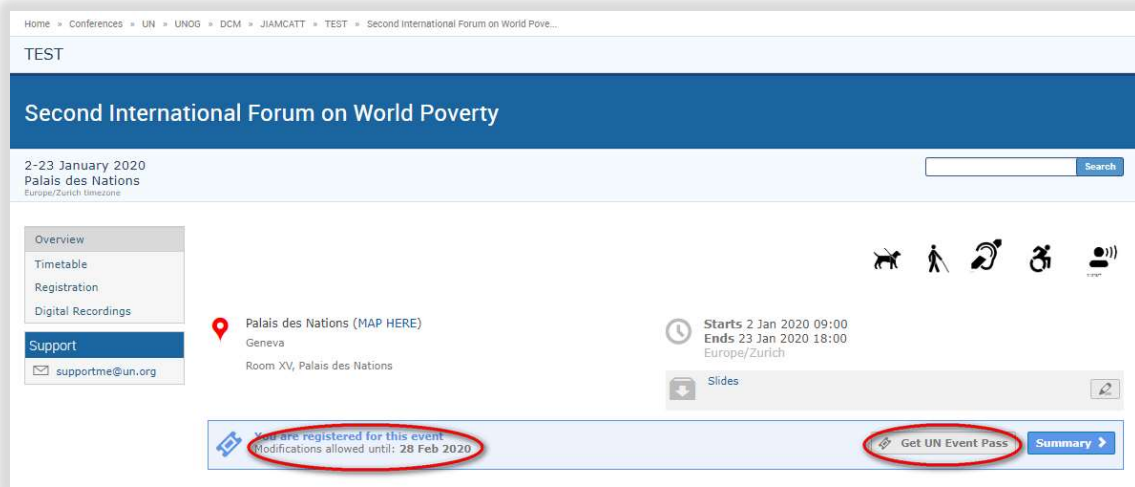 Home » Conferences » UN » UNOG » DCM » JIAMCATT » TEST » Second International Forum on World Pove...
TEST
Second International Forum on World Poverty
2-23 January 2020
Palais des Nations
Europe/Zurich timezone
Search
Overview
Timetable
Registration
Digital Recordings
Support
supportme@un.org
Palais des Nations (MAP HERE)
Geneva
Room XV, Palais des Nations
Starts 2 Jan 2020 09:00
Ends 23 Jan 2020 18:00
Europe/Zurich
Slides
You are registered for this event
Modifications allowed until: 28 Feb 2020
Get UN Event Pass
Summary